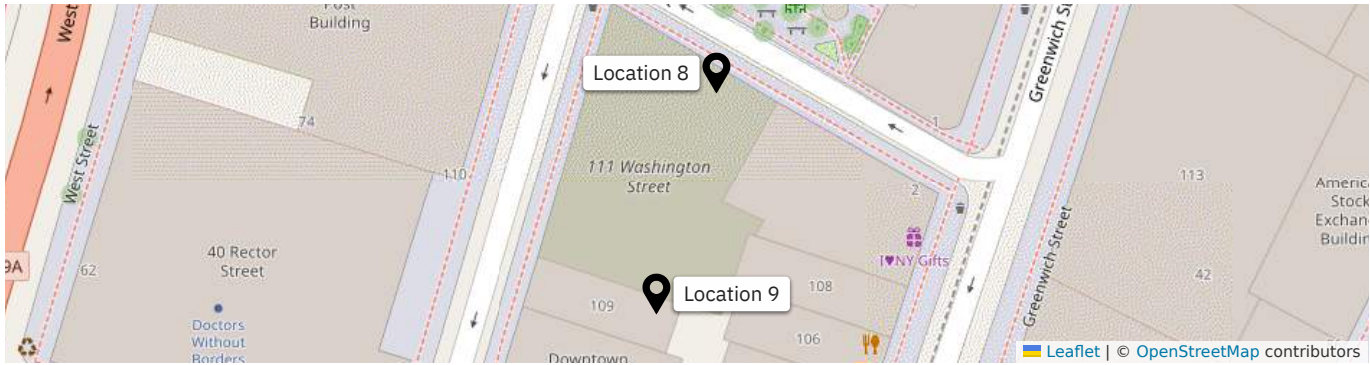 West
Post
Building
Location 8
Greenwich St
74
1
West Street
111 Washington
Street
110
2
113
America
Stock
Exchan
Buildin
I♥NY Gifts
40 Rector
Street
9A
62
Greenwich Street
42
Location 9
109
108
Doctors
Without
Borders
106
Downtown
Leaflet | © OpenStreetMap contributors